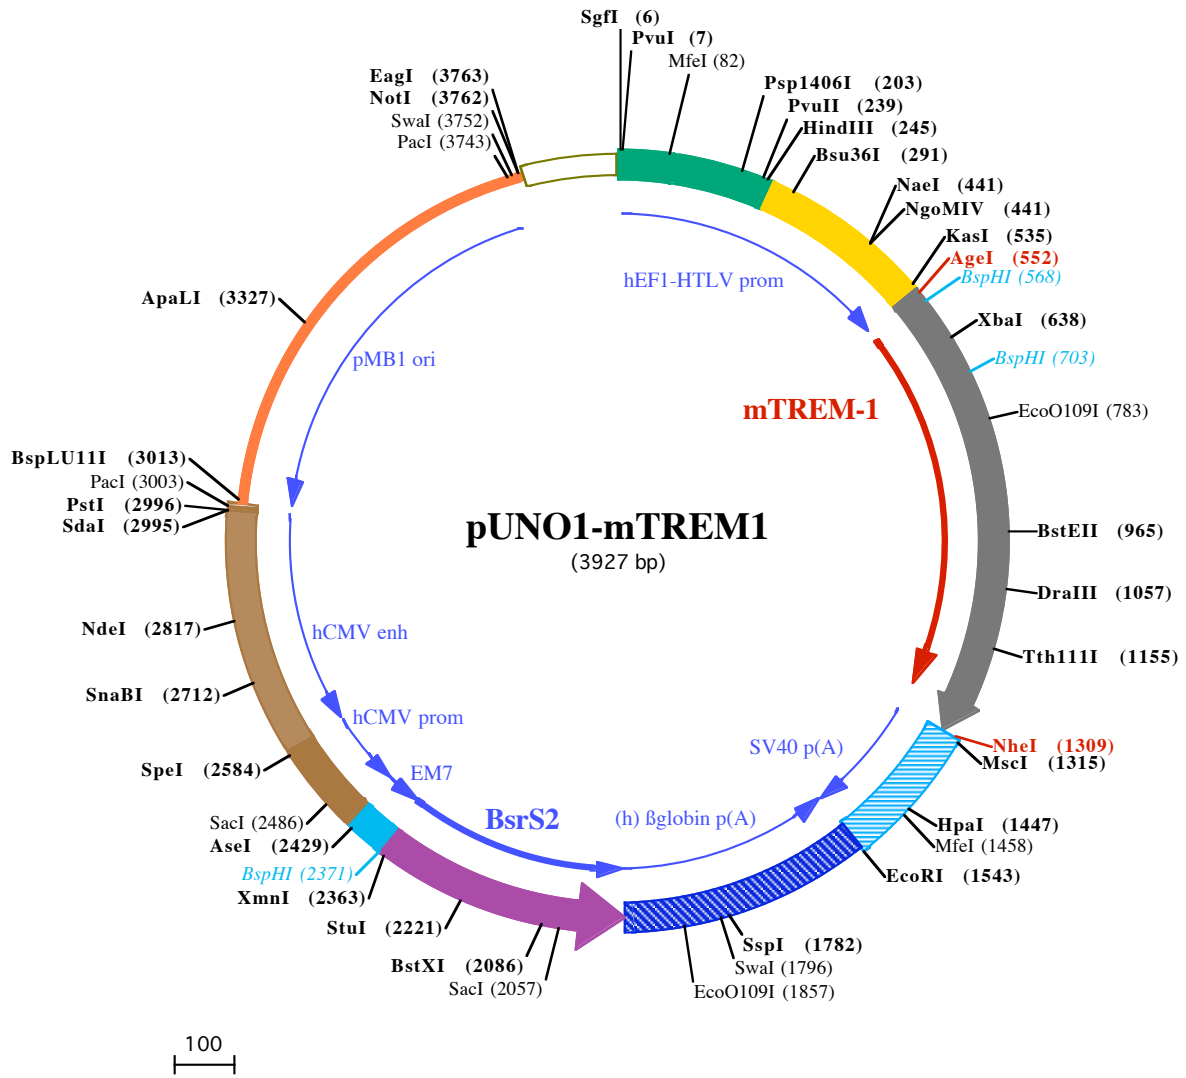 SgfI (6)
PvuI (7)
MfeI (82)
Psp1406I (203)
PvuII (239)
HindIII (245)
Bsu36I (291)
NaeI (441)
NgoMIV (441)
KasI (535)
AgeI (552)
BspHI (568)
XbaI (638)
BspHI (703)
EcoO109I (783)
BstEII (965)
DraIII (1057)
Tth111I (1155)
NheI (1309)
MscI (1315)
HpaI (1447)
MfeI (1458)
EcoRI (1543)
SspI (1782)
SwaI (1796)
EcoO109I (1857)
SacI (2057)
BstXI (2086)
StuI (2221)
XmnI (2363)
BspHI (2371)
AseI (2429)
SacI (2486)
SpeI (2584)
SnaBI (2712)
NdeI (2817)
SdaI (2995)
PstI (2996)
PacI (3003)
BspLU11I (3013)
ApaLI (3327)
PacI (3743)
SwaI (3752)
NotI (3762)
EagI (3763)
hEF1-HTLV prom
mTREM-1
SV40 p(A)
(h) ßglobin p(A)
BsrS2
EM7
hCMV prom
hCMV enh
pMB1 ori
pUNO1-mTREM1
(3927 bp)
100